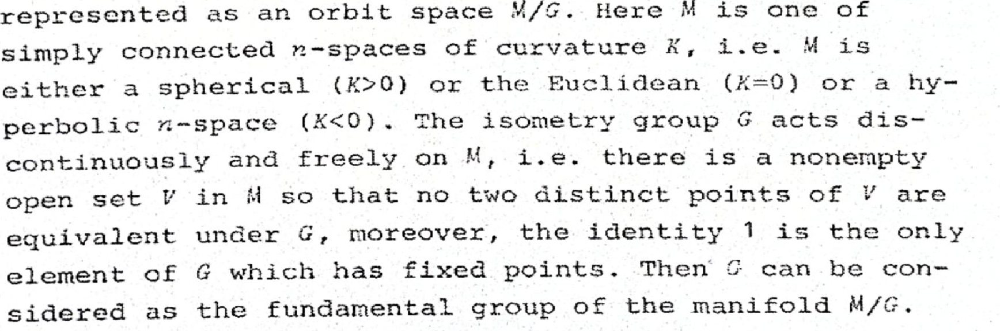 represented as an orbit space M/G. Here M is one of
simply connected n-spaces of curvature K, i.e. M is
either a spherical (K>0) or the Euclidean (K=0) or a hy-
perbolic n-space (K<0). The isometry group G acts dis-
continuously and freely on M, i.e. there is a nonempty
open set V in M so that no two distinct points of V are
equivalent under G, moreover, the identity 1 is the only
element of G which has fixed points. Then G can be con-
sidered as the fundamental group of the manifold M/G.